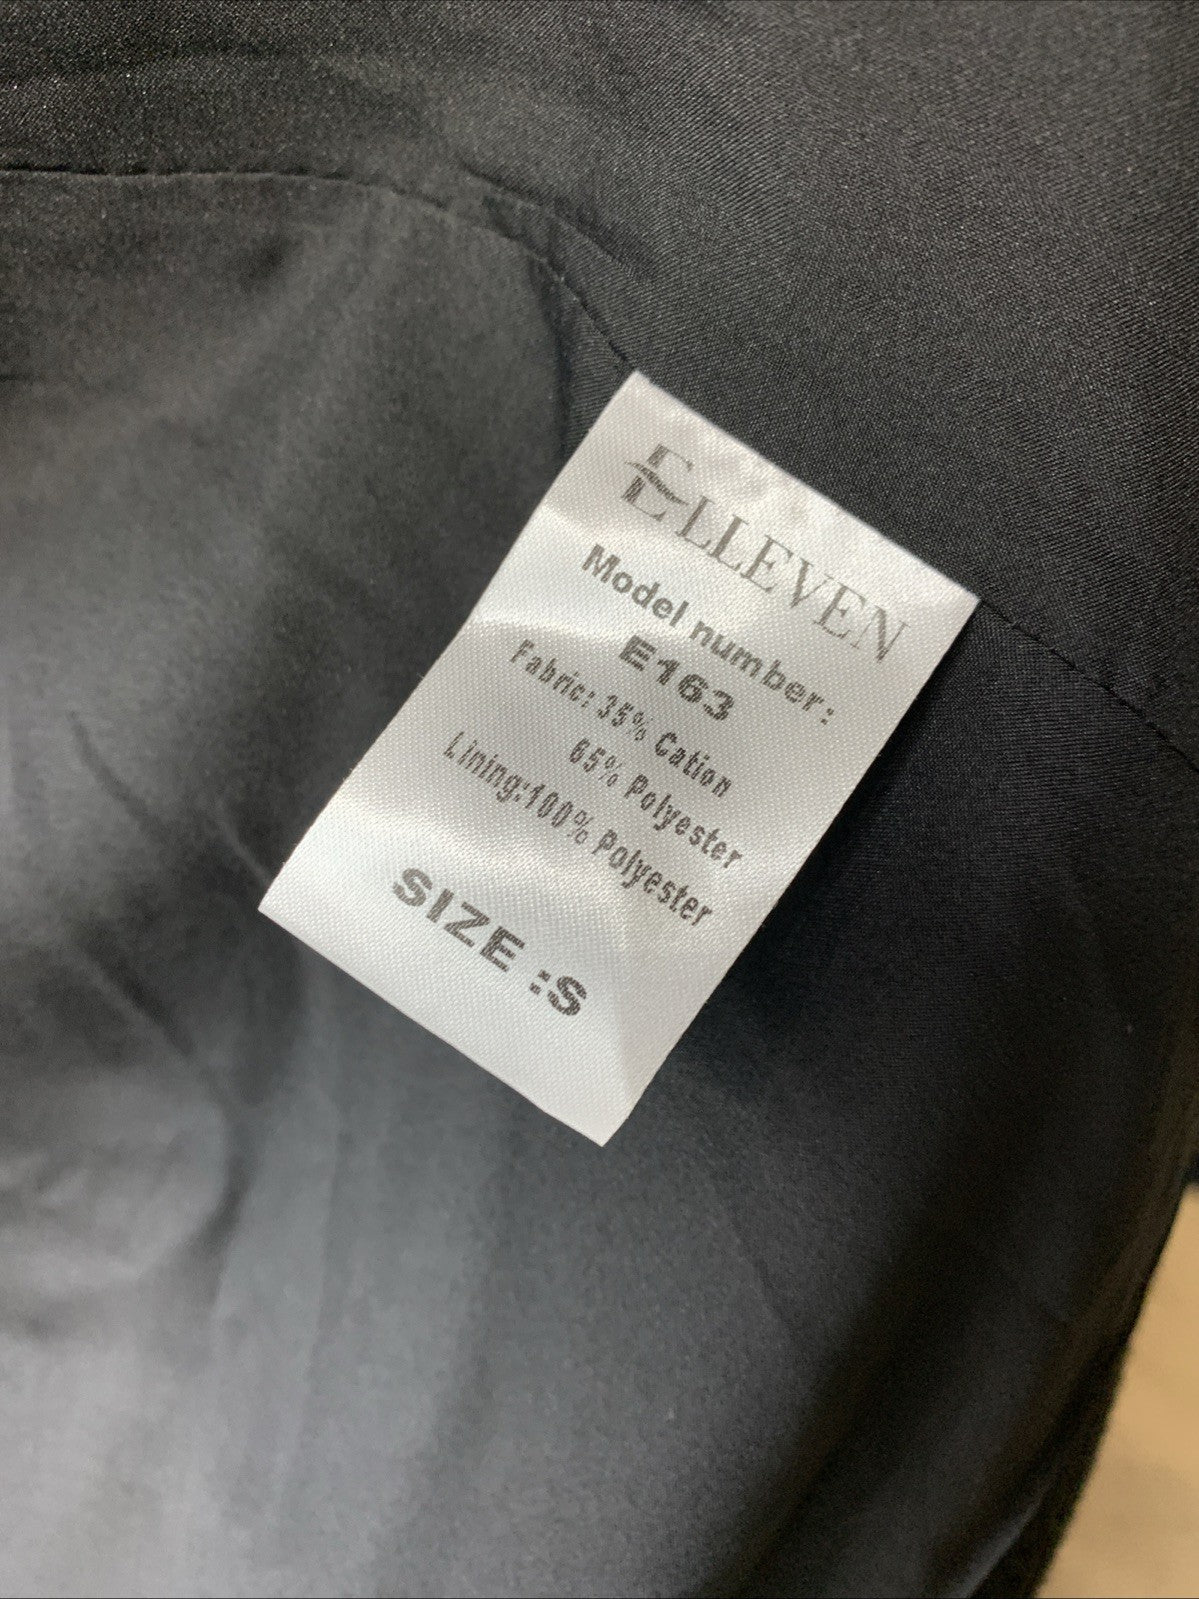 ELLEVEN
Model number:
E163
Fabric: 35% Cation
65% Polyester
Lining:100% Polyester
SIZE :S